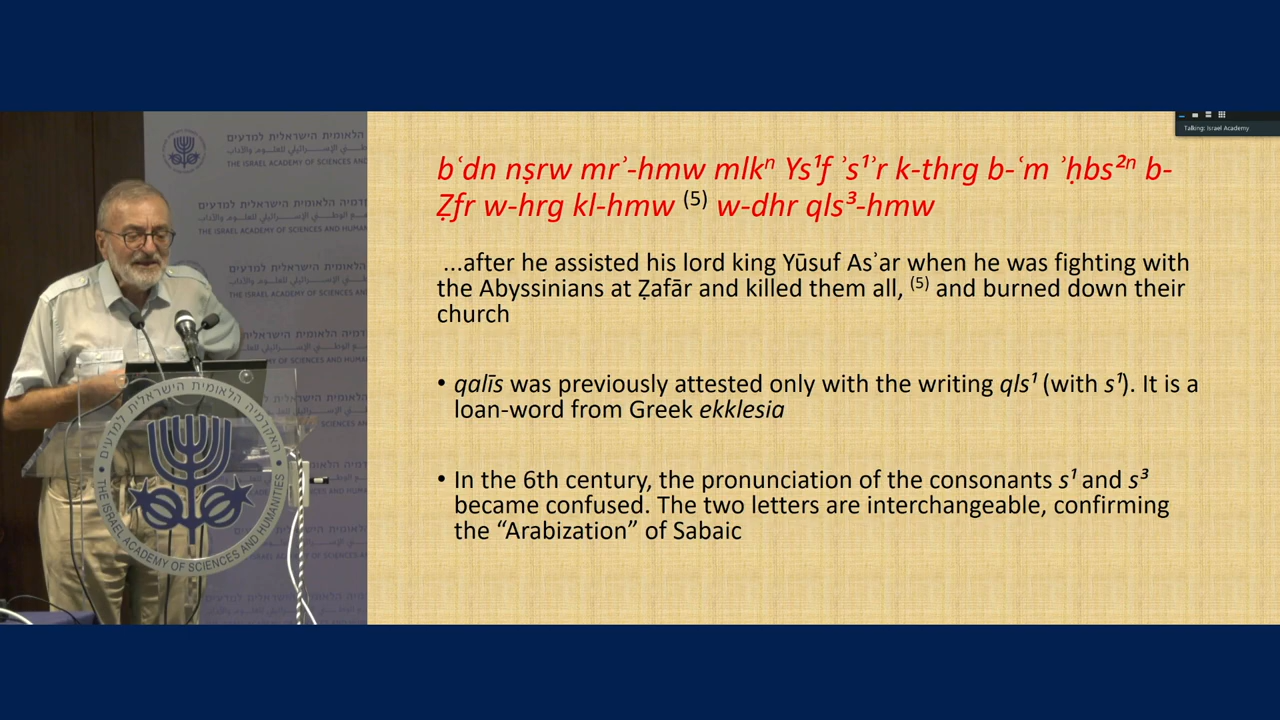 האקדמיה הלאומית הישראלית למדעים
THE ISRAEL ACADEMY OF SCIENCES AND HUMANITIES
Talking: Israel Academy
bʿdn nṣrw mrʾ-hmw mlkⁿ Ys¹f ʾs¹ʾr k-thrg b-ʿm ʾḥbs²ⁿ b-
Ẓfr w-hrg kl-hmw ⁽⁵⁾ w-dhr qls³-hmw
...after he assisted his lord king Yūsuf Asʾar when he was fighting with
the Abyssinians at Ẓafār and killed them all, ⁽⁵⁾ and burned down their
church
• qalīs was previously attested only with the writing qls¹ (with s¹). It is a
loan-word from Greek ekklesia
• In the 6th century, the pronunciation of the consonants s¹ and s³
became confused. The two letters are interchangeable, confirming
the “Arabization” of Sabaic